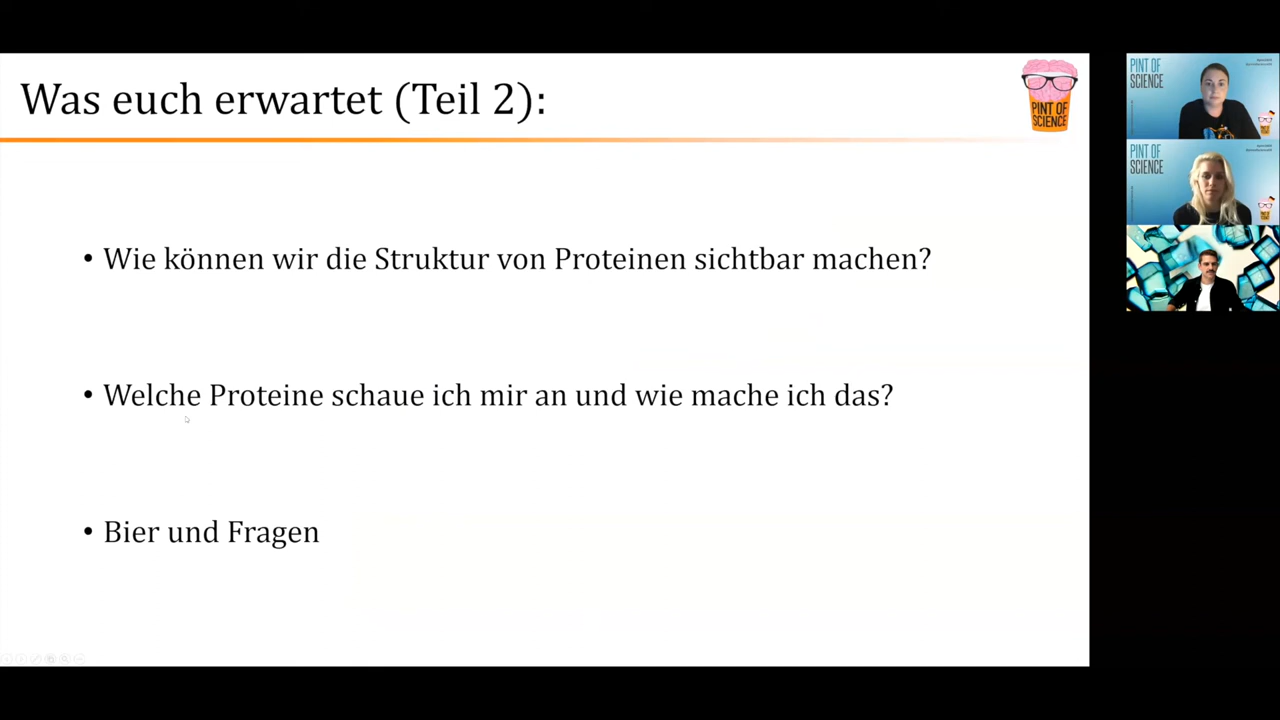 Was euch erwartet (Teil 2):
PINT OF
SCIENCE
• Wie können wir die Struktur von Proteinen sichtbar machen?
• Welche Proteine schaue ich mir an und wie mache ich das?
• Bier und Fragen
PINT OF
SCIENCE
PINT OF
SCIENCE